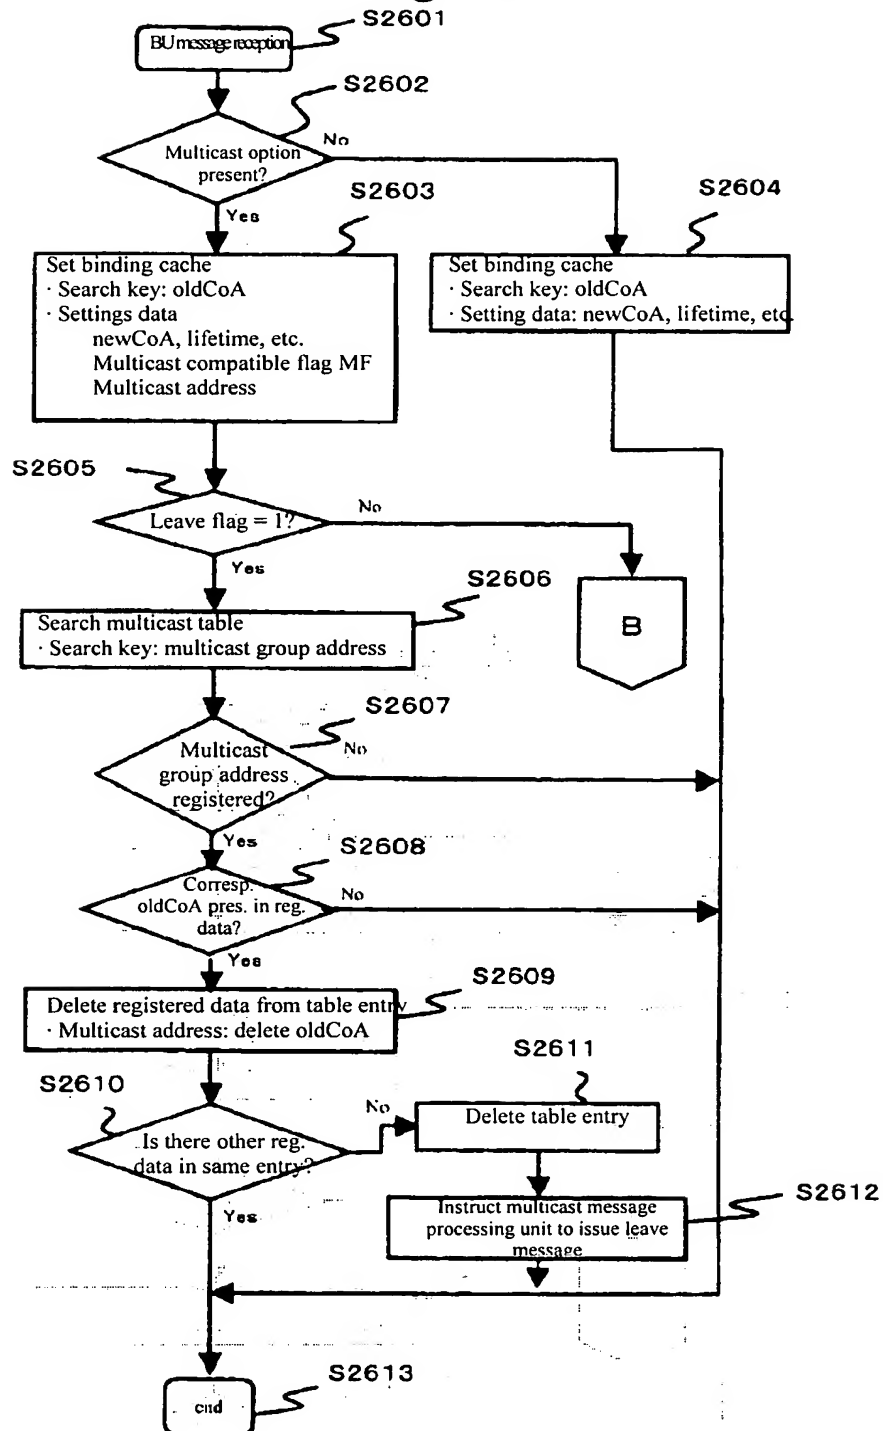 S2601
BU message reception
S2602
No
Multicast option
present?
Yes
S2603
S2604
Set binding cache
· Search key: oldCoA
· Settings data
newCoA, lifetime, etc.
Multicast compatible flag MF
Multicast address
Set binding cache
· Search key: oldCoA
· Setting data: newCoA, lifetime, etc.
S2605
Leave flag = 1?
No
Yes
S2606
Search multicast table
· Search key: multicast group address
B
S2607
Multicast
group address
registered?
No
Yes
S2608
Corresp.
oldCoA pres. in reg.
data?
No
Yes
S2609
Delete registered data from table entry
· Multicast address: delete oldCoA
S2611
S2610
No
Delete table entry
Is there other reg.
data in same entry?
S2612
Instruct multicast message
processing unit to issue leave
message
Yes
S2613
end